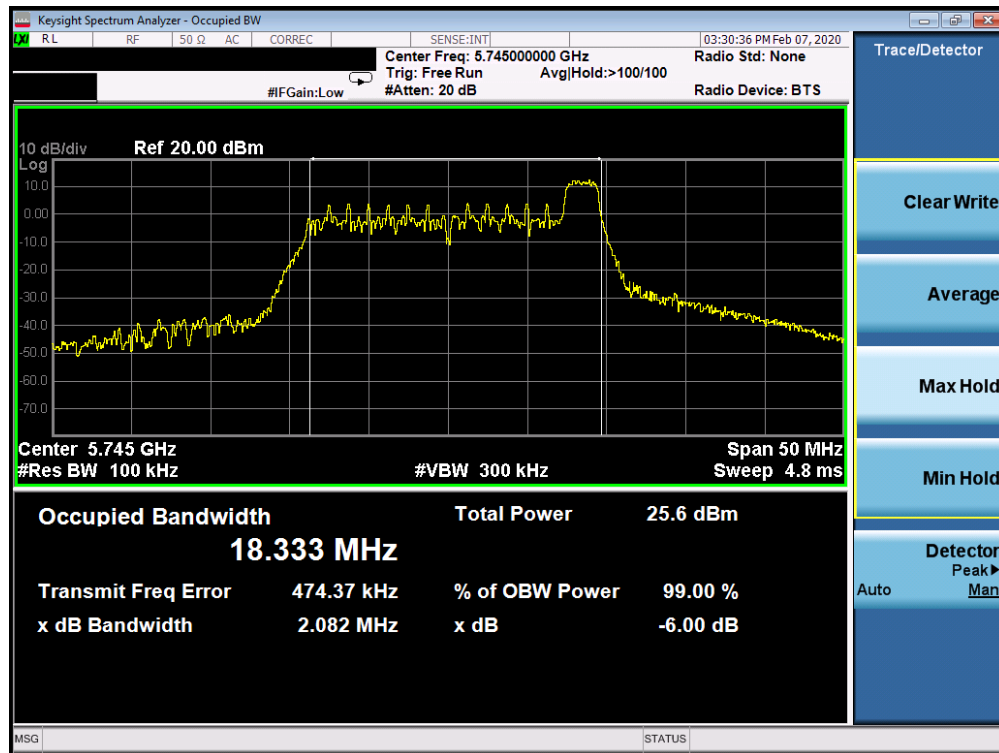 Keysight Spectrum Analyzer - Occupied BW
LXI RL RF 50 Ω AC CORREC SENSE:INT 03:30:36 PM Feb 07, 2020
Center Freq: 5.745000000 GHz Radio Std: None
Trig: Free Run Avg|Hold:>100/100
#IFGain:Low #Atten: 20 dB Radio Device: BTS
10 dB/div Ref 20.00 dBm
Log
10.0
0.00
-10.0
-20.0
-30.0
-40.0
-50.0
-60.0
-70.0
Center 5.745 GHz Span 50 MHz
#Res BW 100 kHz #VBW 300 kHz Sweep 4.8 ms
Occupied Bandwidth Total Power 25.6 dBm
18.333 MHz
Transmit Freq Error 474.37 kHz % of OBW Power 99.00 %
x dB Bandwidth 2.082 MHz x dB -6.00 dB
MSG STATUS
Trace/Detector
Clear Write
Average
Max Hold
Min Hold
Detector
Peak▶
Auto Man